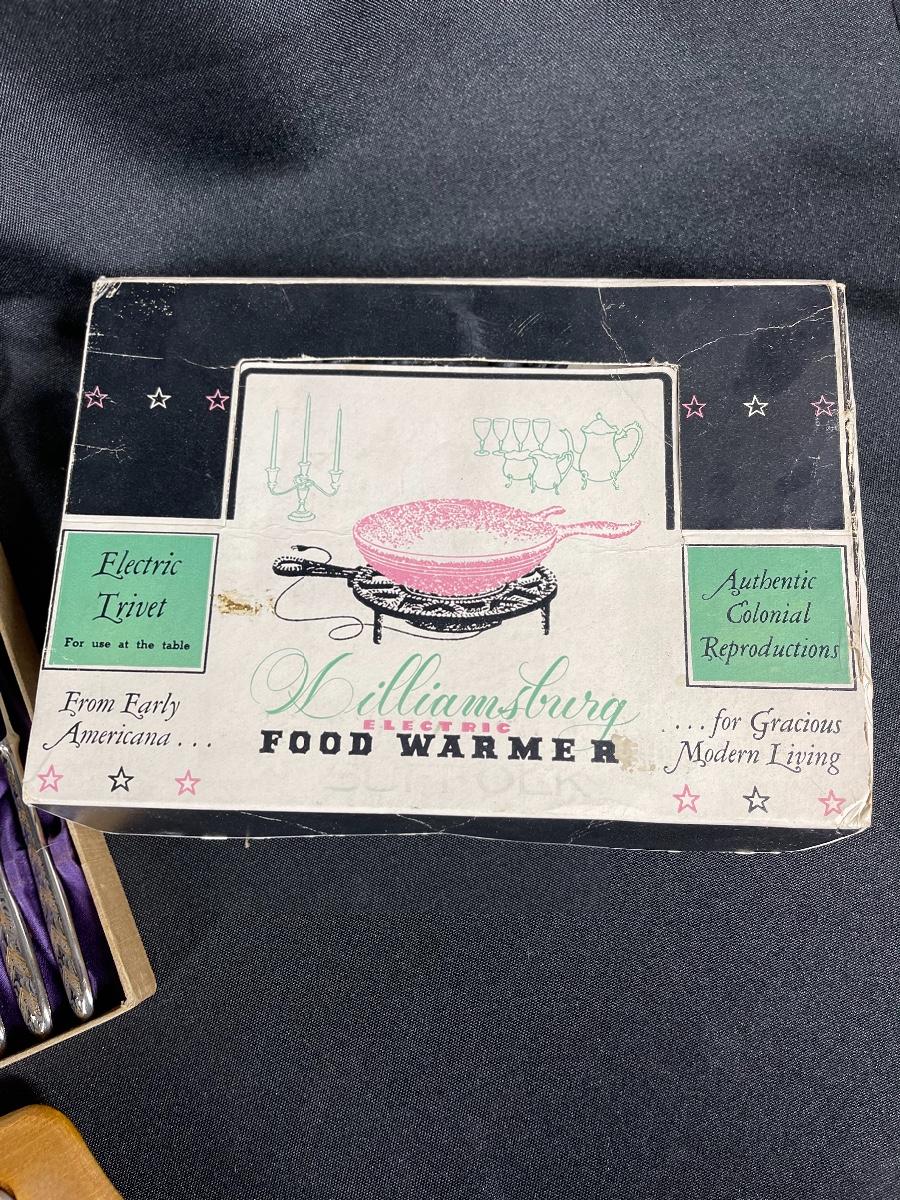 Electric
Trivet
For use at the table
Authentic
Colonial
Reproductions
Williamsburg
ELECTRIC
FOOD WARMER
From Early
Americana . . .
. . . . for Gracious
Modern Living